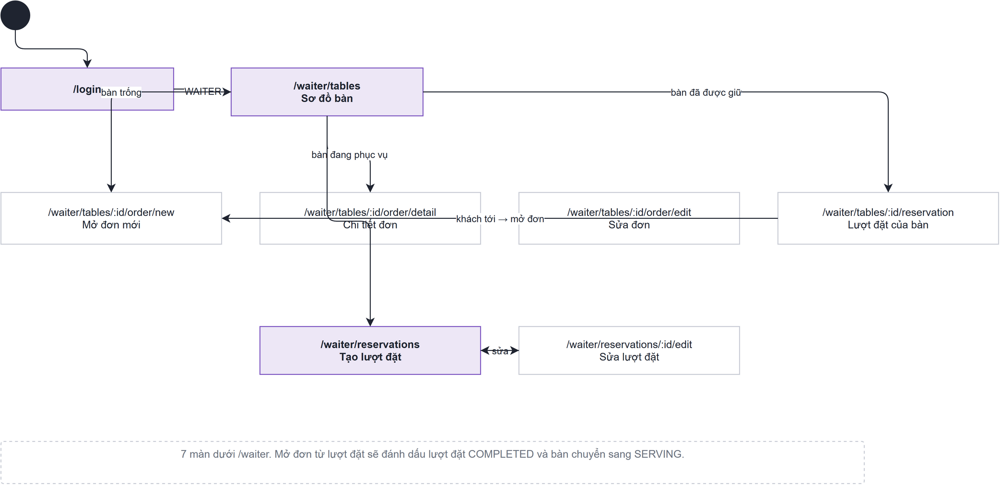 /login
bàn trống
WAITER
/waiter/tables
Sơ đồ bàn
bàn đã được giữ
bàn đang phục vụ
/waiter/tables/:id/order/new
Mở đơn mới
/waiter/tables/:id/order/detail
Chi tiết đơn
khách tới → mở đơn
/waiter/tables/:id/order/edit
Sửa đơn
/waiter/tables/:id/reservation
Lượt đặt của bàn
/waiter/reservations
Tạo lượt đặt
sửa
/waiter/reservations/:id/edit
Sửa lượt đặt
7 màn dưới /waiter. Mở đơn từ lượt đặt sẽ đánh dấu lượt đặt COMPLETED và bàn chuyển sang SERVING.